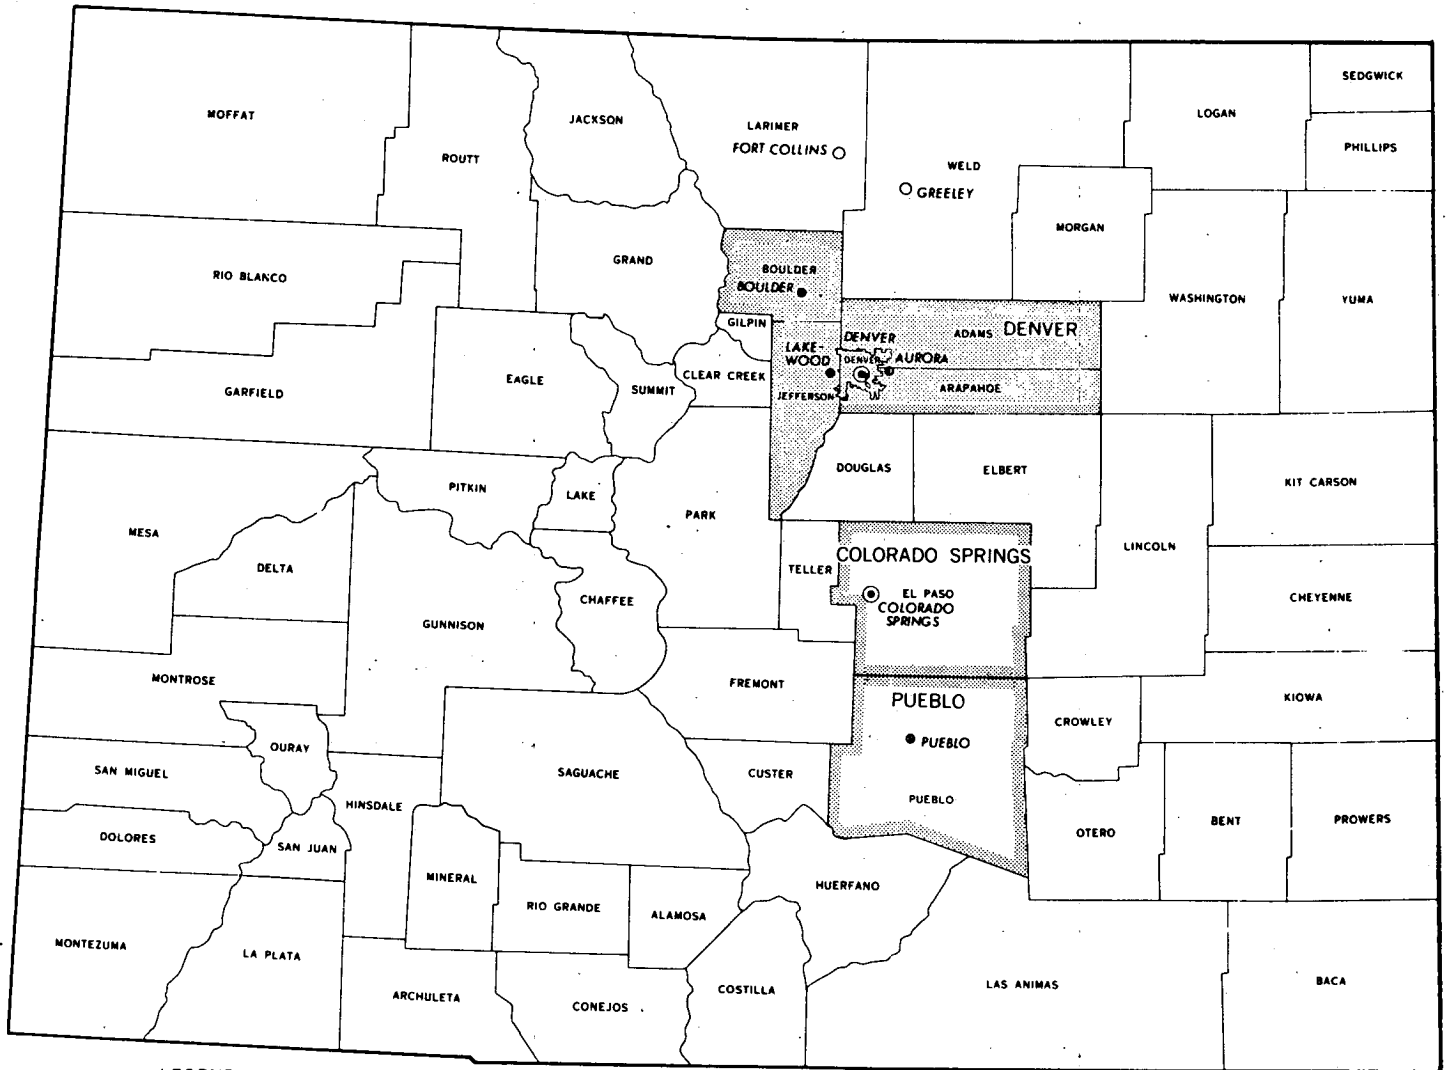 MOFFAT
ROUTT
JACKSON
LARIMER
FORT COLLINS
WELD
GREELEY
MORGAN
LOGAN
SEDGWICK
PHILLIPS
WASHINGTON
YUMA
RIO BLANCO
GRAND
BOULDER
BOULDER
GILPIN
ADAMS
DENVER
DENVER
DENVER
AURORA
LAKE-
WOOD
CLEAR CREEK
JEFFERSON
ARAPAHOE
GARFIELD
EAGLE
SUMMIT
DOUGLAS
ELBERT
KIT CARSON
PITKIN
LAKE
PARK
MESA
DELTA
TELLER
COLORADO SPRINGS
EL PASO
COLORADO
SPRINGS
LINCOLN
CHEYENNE
GUNNISON
CHAFFEE
MONTROSE
FREMONT
PUEBLO
PUEBLO
PUEBLO
CROWLEY
KIOWA
OURAY
SAN MIGUEL
HINSDALE
SAGUACHE
CUSTER
OTERO
BENT
PROWERS
DOLORES
SAN JUAN
MINERAL
RIO GRANDE
ALAMOSA
HUERFANO
MONTEZUMA
LA PLATA
ARCHULETA
CONEJOS
COSTILLA
LAS ANIMAS
BACA